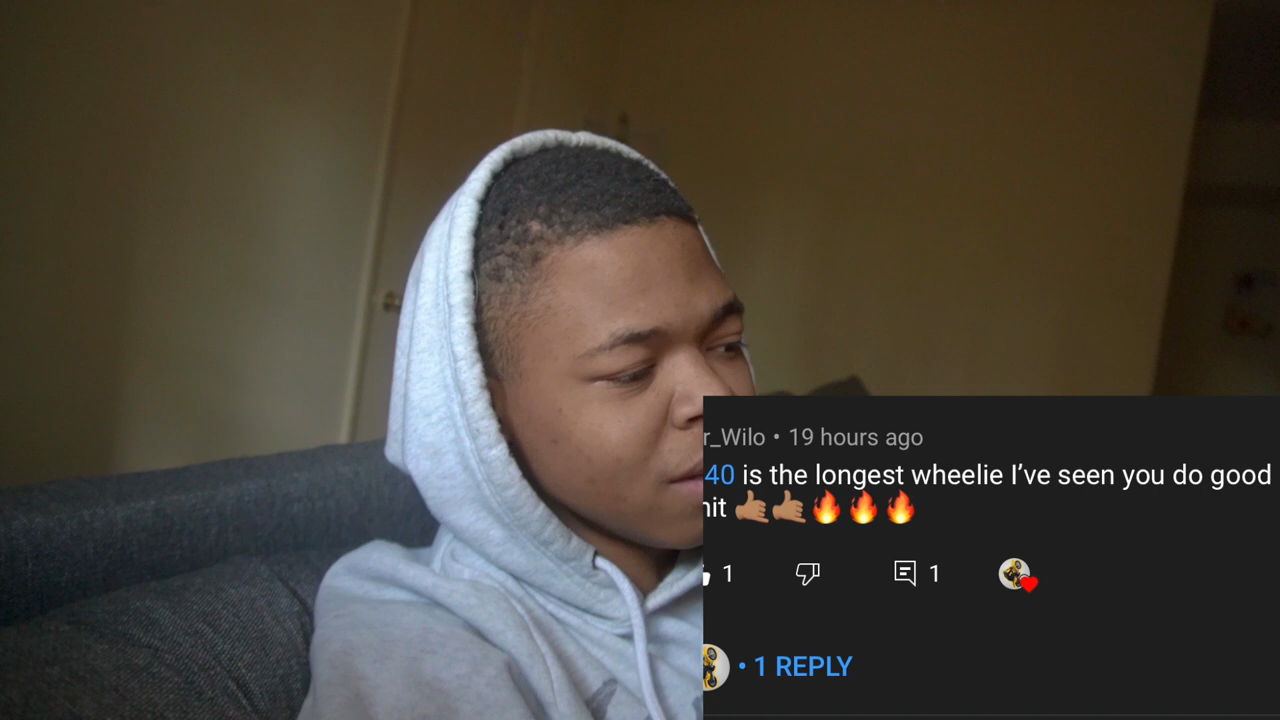 r_Wilo • 19 hours ago
40 is the longest wheelie I’ve seen you do good
hit 🤙🏽🤙🏽🔥🔥🔥
1 1
• 1 REPLY